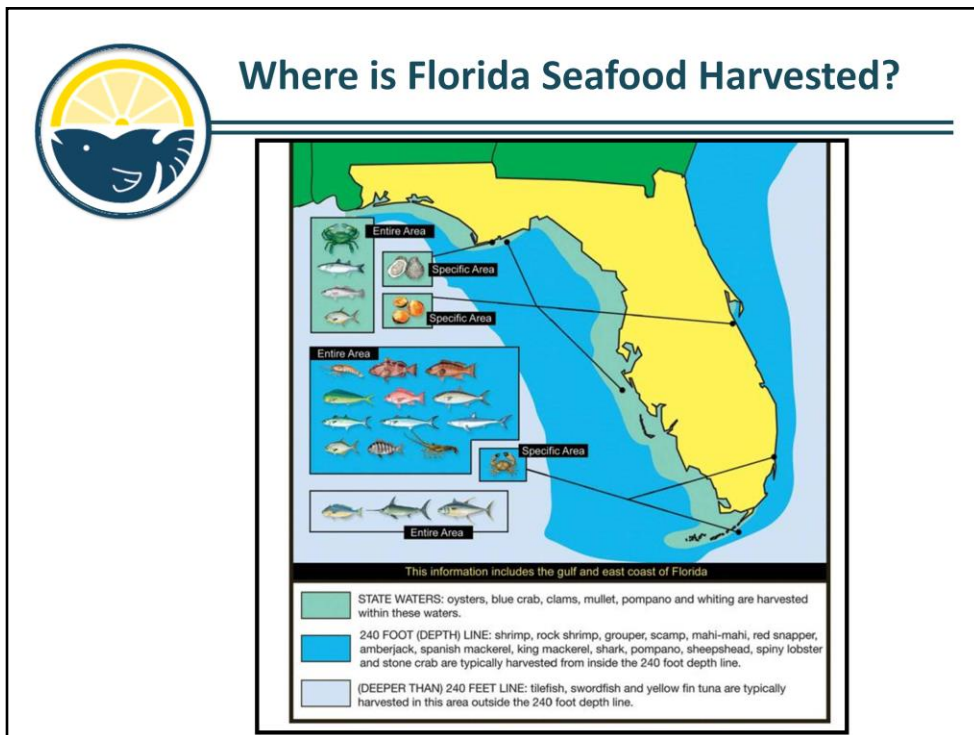 Where is Florida Seafood Harvested?
Entire Area
Specific Area
Specific Area
Entire Area
Specific Area
Entire Area
This information includes the gulf and east coast of Florida
STATE WATERS: oysters, blue crab, clams, mullet, pompano and whiting are harvested
within these waters.
240 FOOT (DEPTH) LINE: shrimp, rock shrimp, grouper, scamp, mahi-mahi, red snapper,
amberjack, spanish mackerel, king mackerel, shark, pompano, sheepshead, spiny lobster
and stone crab are typically harvested from inside the 240 foot depth line.
(DEEPER THAN) 240 FEET LINE: tilefish, swordfish and yellow fin tuna are typically
harvested in this area outside the 240 foot depth line.